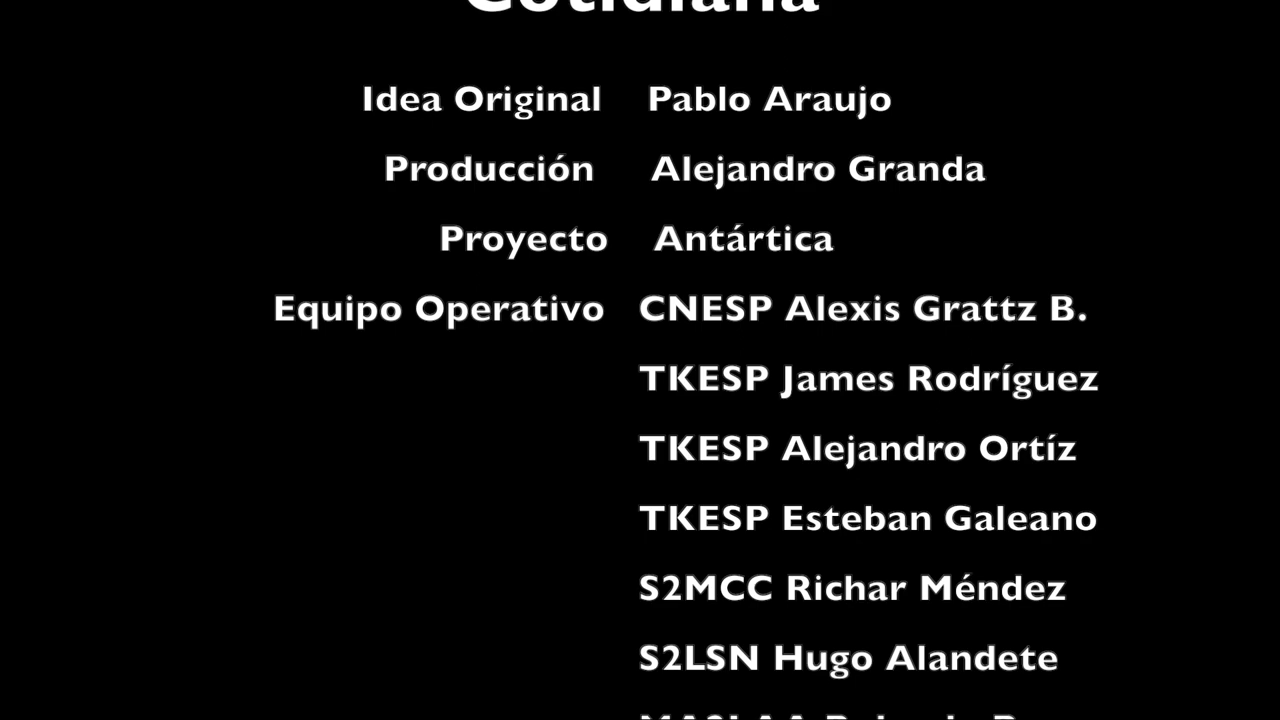 Cotidiana
Idea Original Pablo Araujo
Producción Alejandro Granda
Proyecto Antártica
Equipo Operativo CNESP Alexis Grattz B.
TKESP James Rodríguez
TKESP Alejandro Ortíz
TKESP Esteban Galeano
S2MCC Richar Méndez
S2LSN Hugo Alandete